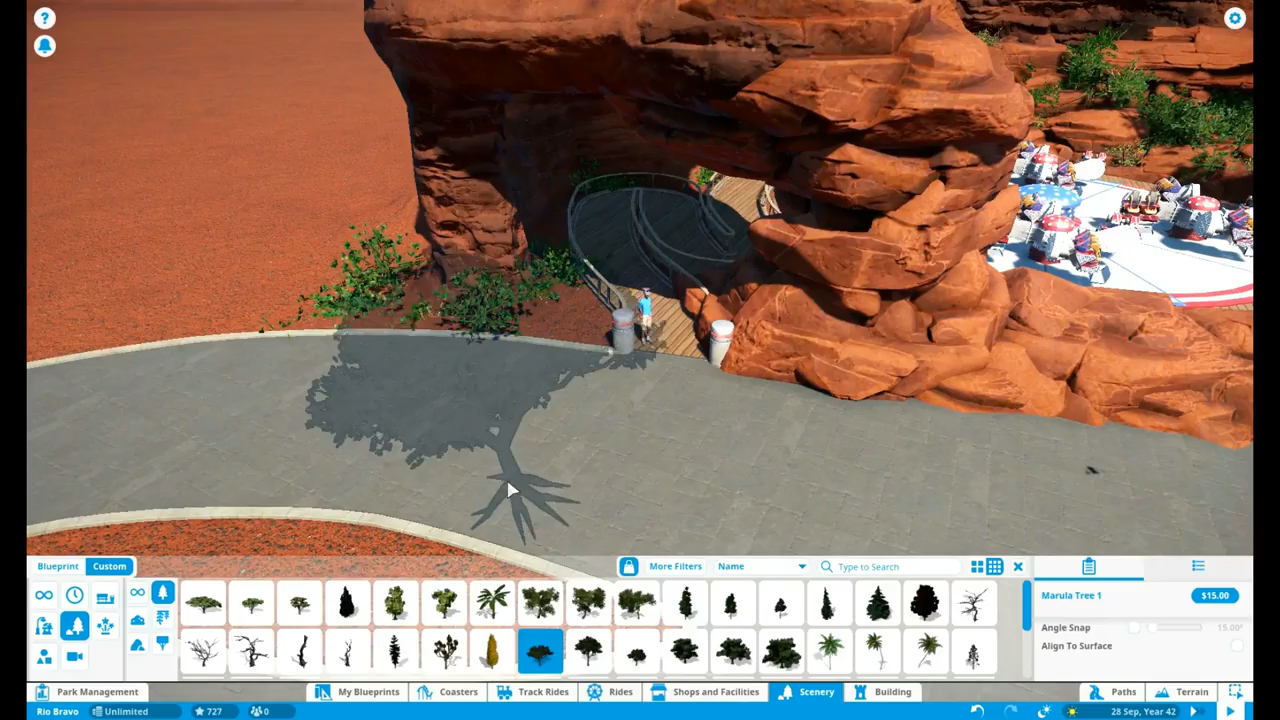 ?
Blueprint
Custom
More Filters
Name
Type to Search
Marula Tree 1
$15.00
Angle Snap
15.00°
Align To Surface
Park Management
My Blueprints
Coasters
Track Rides
Rides
Shops and Facilities
Scenery
Building
Paths
Terrain
Rio Bravo
Unlimited
727
0
28 Sep, Year 42